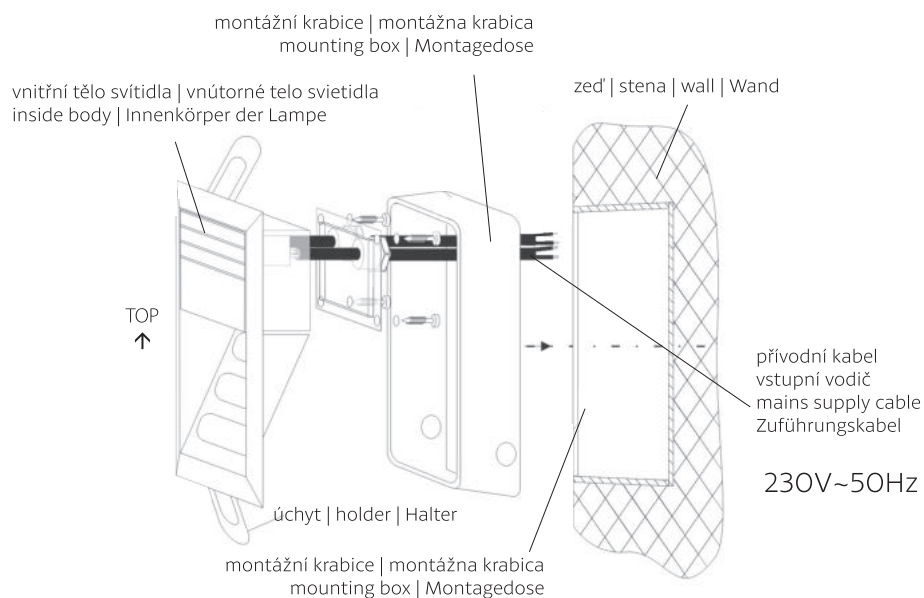 montážní krabice | montážna krabica
mounting box | Montagedose
vnitřní tělo svítidla | vnútorné telo svietidla
inside body | Innenkörper der Lampe
zeď | stena | wall | Wand
TOP
↑
přívodní kabel
vstupní vodič
mains supply cable
Zuführungskabel
230V~50Hz
úchyt | holder | Halter
montážní krabice | montážna krabica
mounting box | Montagedose